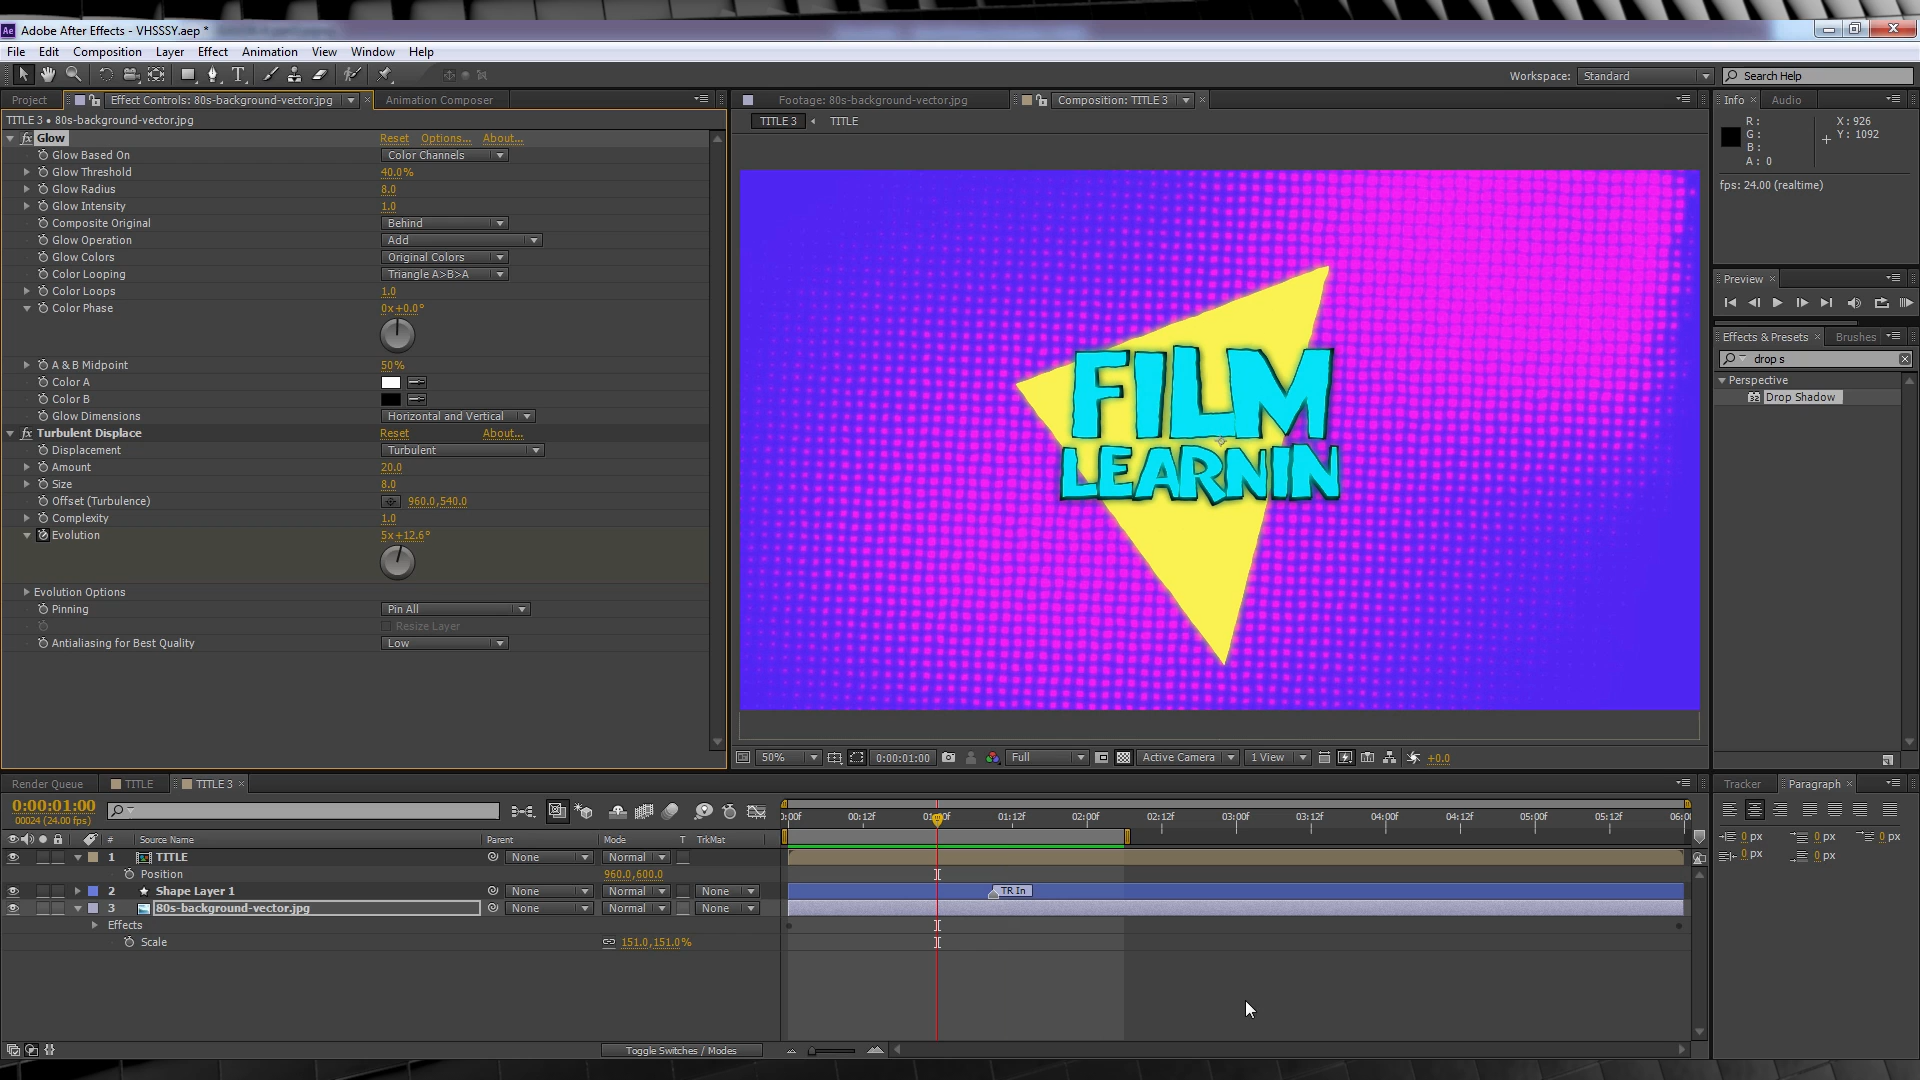 Adobe After Effects - VHSSSY.aep *
File Edit Composition Layer Effect Animation View Window Help
Workspace: Standard Search Help
Project Effect Controls: 80s-background-vector.jpg Animation Composer
TITLE 3 • 80s-background-vector.jpg
fx Glow Reset Options... About...
Glow Based On Color Channels
Glow Threshold 40.0%
Glow Radius 8.0
Glow Intensity 1.0
Composite Original Behind
Glow Operation Add
Glow Colors Original Colors
Color Looping Triangle A>B>A
Color Loops 1.0
Color Phase 0x+0.0°
A & B Midpoint 50%
Color A
Color B
Glow Dimensions Horizontal and Vertical
fx Turbulent Displace Reset About...
Displacement Turbulent
Amount 20.0
Size 8.0
Offset (Turbulence) 960.0,540.0
Complexity 1.0
Evolution 5x+12.6°
Evolution Options
Pinning Pin All
Resize Layer
Antialiasing for Best Quality Low
Footage: 80s-background-vector.jpg Composition: TITLE 3
TITLE 3 TITLE
FILM
LEARNIN
50% 0:00:01:00 Full Active Camera 1 View +0.0
Info Audio
R: X: 926
G: Y: 1092
B:
A: 0
fps: 24.00 (realtime)
Preview
Effects & Presets Brushes
drop s
Perspective
Drop Shadow
Render Queue TITLE TITLE 3
0:00:01:00
00024 (24.00 fps)
:00f 00:12f 01:00f 01:12f 02:00f 02:12f 03:00f 03:12f 04:00f 04:12f 05:00f 05:12f 06:0
# Source Name Parent Mode T TrkMat
1 TITLE None Normal
Position 960.0,600.0
2 Shape Layer 1 None Normal None TR In
3 80s-background-vector.jpg None Normal None
Effects
Scale 151.0,151.0%
Toggle Switches / Modes
Tracker Paragraph
0 px 0 px 0 px
0 px 0 px